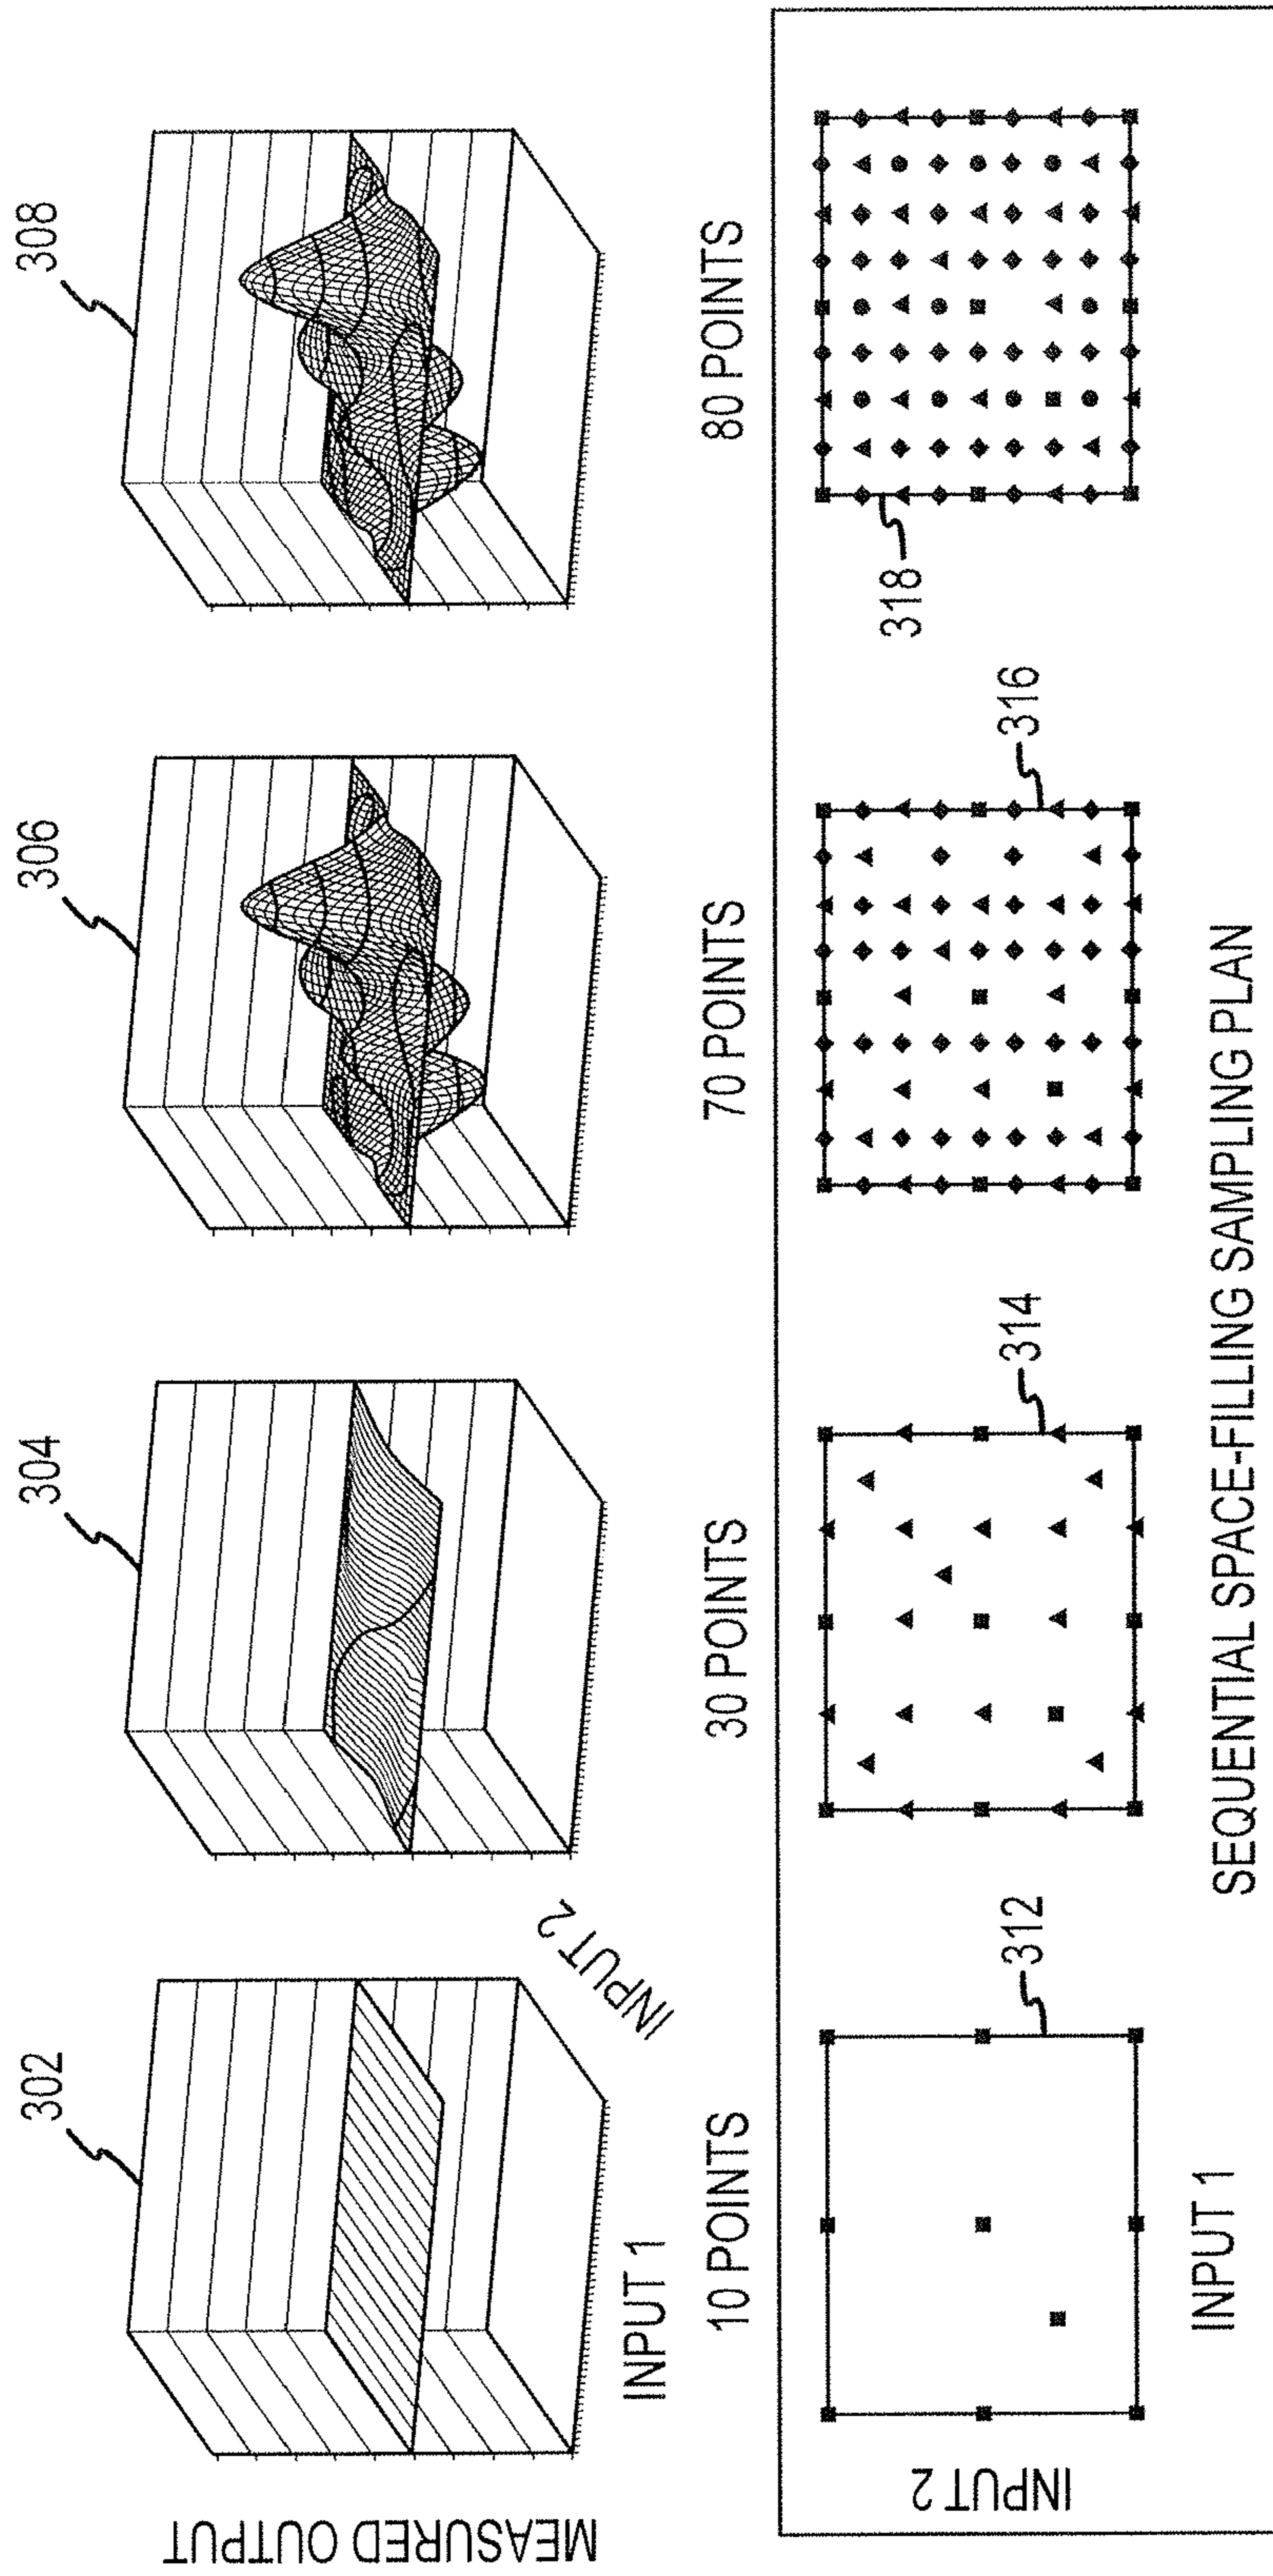 302
304
306
308
MEASURED OUTPUT
INPUT 1
INPUT 2
10 POINTS
30 POINTS
70 POINTS
80 POINTS
312
314
316
318
INPUT 2
INPUT 1
SEQUENTIAL SPACE-FILLING SAMPLING PLAN